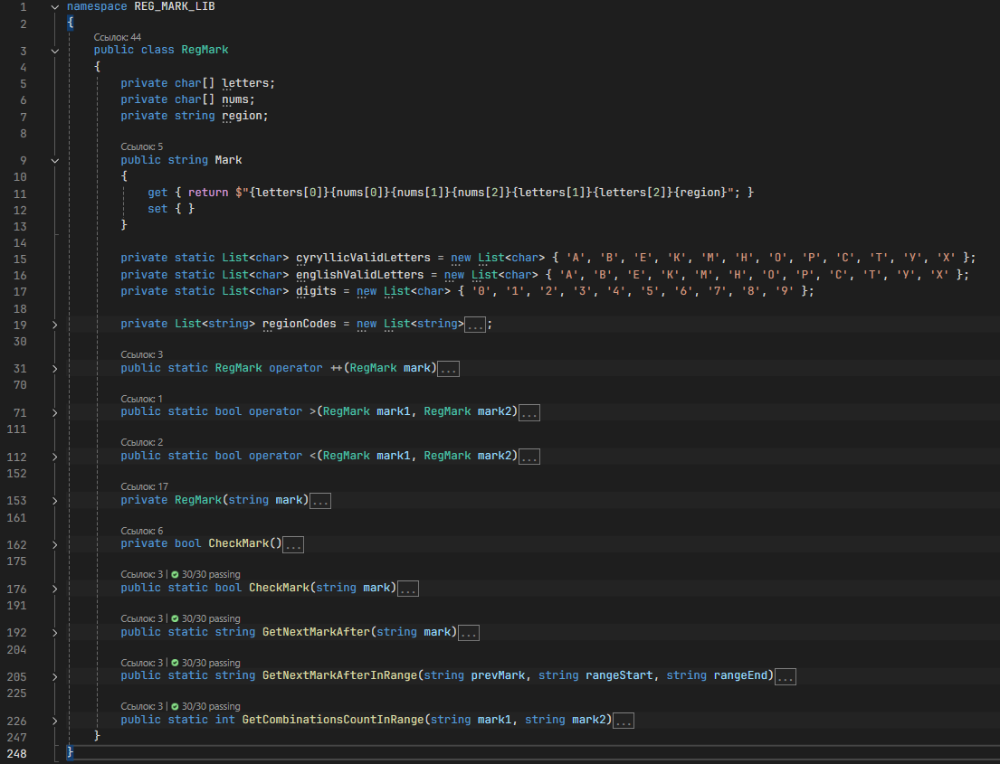 1 namespace REG_MARK_LIB
2 {
Ссылок: 44
3 public class RegMark
4 {
5 private char[] letters;
6 private char[] nums;
7 private string region;
8
Ссылок: 5
9 public string Mark
10 {
11 get { return $"{letters[0]}{nums[0]}{nums[1]}{nums[2]}{letters[1]}{letters[2]}{region}"; }
12 set { }
13 }
14
15 private static List<char> cyryllicValidLetters = new List<char> { 'А', 'В', 'Е', 'К', 'М', 'Н', 'О', 'Р', 'С', 'Т', 'У', 'Х' };
16 private static List<char> englishValidLetters = new List<char> { 'A', 'B', 'E', 'K', 'M', 'H', 'O', 'P', 'C', 'T', 'Y', 'X' };
17 private static List<char> digits = new List<char> { '0', '1', '2', '3', '4', '5', '6', '7', '8', '9' };
18
19 private List<string> regionCodes = new List<string>...;
30
Ссылок: 3
31 public static RegMark operator ++(RegMark mark)...
70
Ссылок: 1
71 public static bool operator >(RegMark mark1, RegMark mark2)...
111
Ссылок: 2
112 public static bool operator <(RegMark mark1, RegMark mark2)...
152
Ссылок: 17
153 private RegMark(string mark)...
161
Ссылок: 6
162 private bool CheckMark()...
175
Ссылок: 3 | 30/30 passing
176 public static bool CheckMark(string mark)...
191
Ссылок: 3 | 30/30 passing
192 public static string GetNextMarkAfter(string mark)...
204
Ссылок: 3 | 30/30 passing
205 public static string GetNextMarkAfterInRange(string prevMark, string rangeStart, string rangeEnd)...
225
Ссылок: 3 | 30/30 passing
226 public static int GetCombinationsCountInRange(string mark1, string mark2)...
247 }
248 }